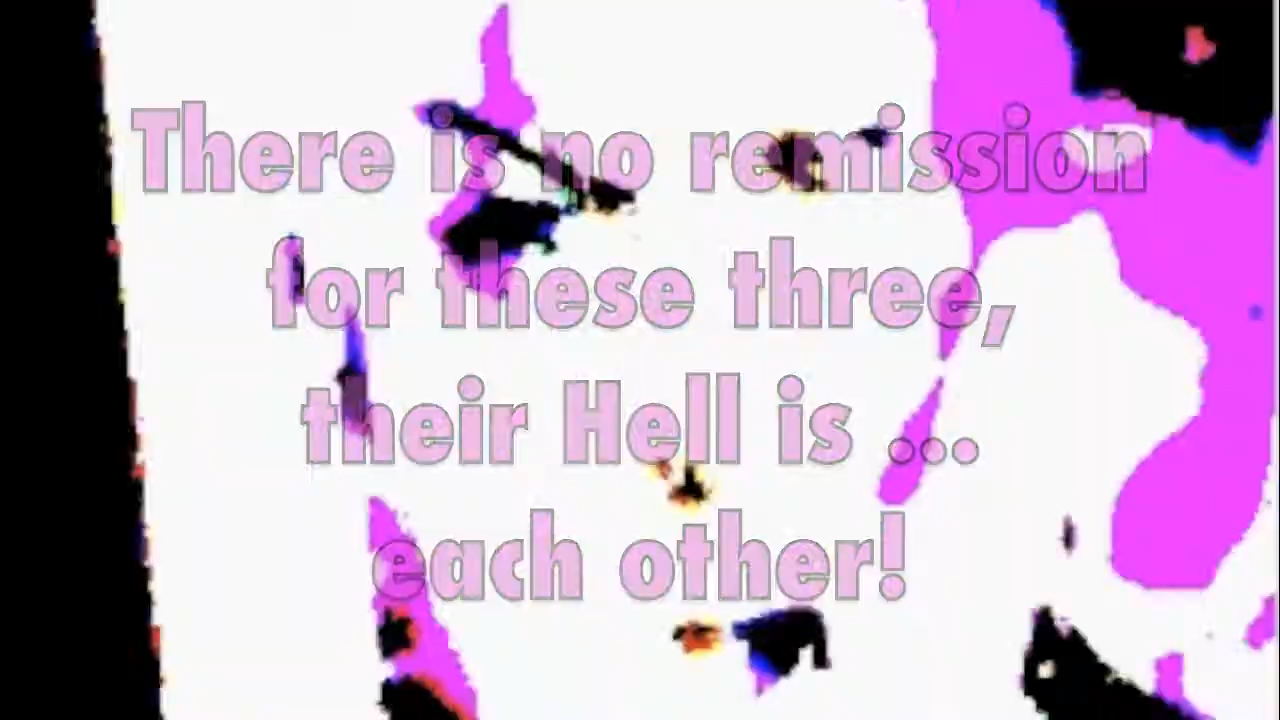 There is no remission
for these three,
their Hell is ...
each other!